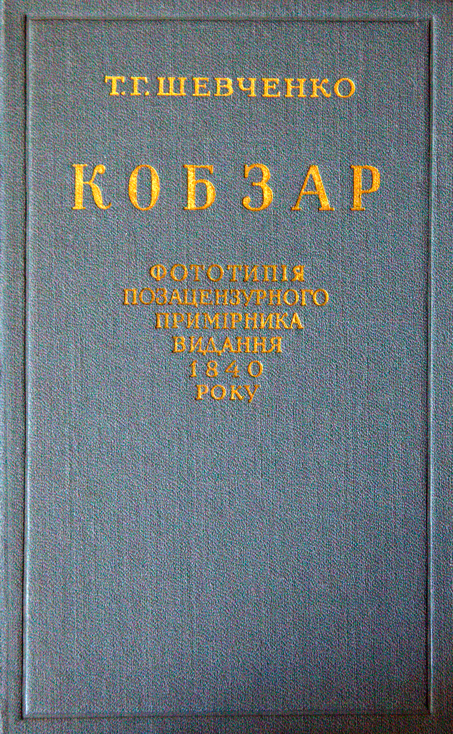 Т.Г.ШЕВЧЕНКО
КОБЗАР
ФОТОТИПІЯ
ПОЗАЦЕНЗУРНОГО
ПРИМІРНИКА
ВИДАННЯ
1840
РОКУ